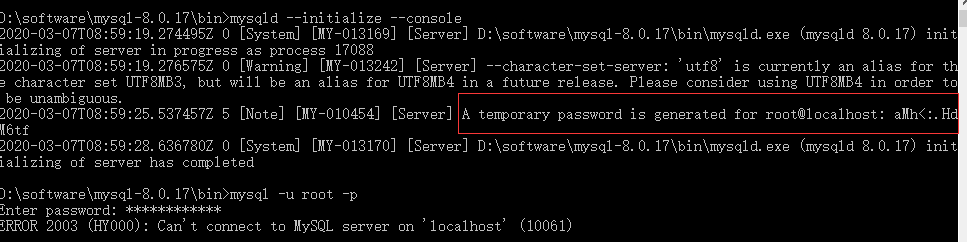 D:\software\mysql-8.0.17\bin>mysqld --initialize --console
2020-03-07T08:59:19.274495Z 0 [System] [MY-013169] [Server] D:\software\mysql-8.0.17\bin\mysqld.exe (mysqld 8.0.17) init
ializing of server in progress as process 17088
2020-03-07T08:59:19.276575Z 0 [Warning] [MY-013242] [Server] --character-set-server: 'utf8' is currently an alias for th
e character set UTF8MB3, but will be an alias for UTF8MB4 in a future release. Please consider using UTF8MB4 in order to
be unambiguous.
2020-03-07T08:59:25.537457Z 5 [Note] [MY-010454] [Server] A temporary password is generated for root@localhost: aMh<:.Hd
M6tf
2020-03-07T08:59:28.636780Z 0 [System] [MY-013170] [Server] D:\software\mysql-8.0.17\bin\mysqld.exe (mysqld 8.0.17) init
ializing of server has completed
D:\software\mysql-8.0.17\bin>mysql -u root -p
Enter password: ************
ERROR 2003 (HY000): Can't connect to MySQL server on 'localhost' (10061)